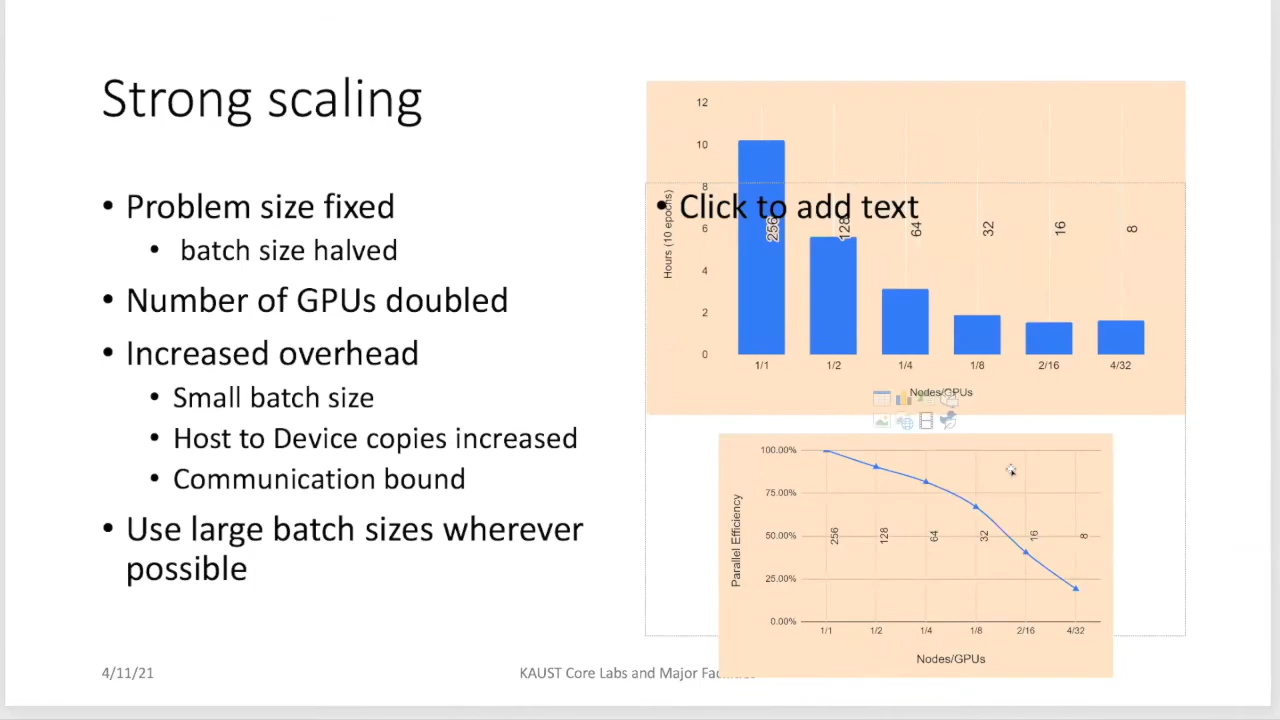 Strong scaling
• Problem size fixed
• batch size halved
• Number of GPUs doubled
• Increased overhead
• Small batch size
• Host to Device copies increased
• Communication bound
• Use large batch sizes wherever
possible
• Click to add text
Hours (10 epochs)
12
10
8
6
4
2
0
256
128
64
32
16
8
1/1
1/2
1/4
1/8
2/16
4/32
Nodes/GPUs
Parallel Efficiency
100.00%
75.00%
50.00%
25.00%
0.00%
256
128
64
32
16
8
1/1
1/2
1/4
1/8
2/16
4/32
Nodes/GPUs
4/11/21
KAUST Core Labs and Major